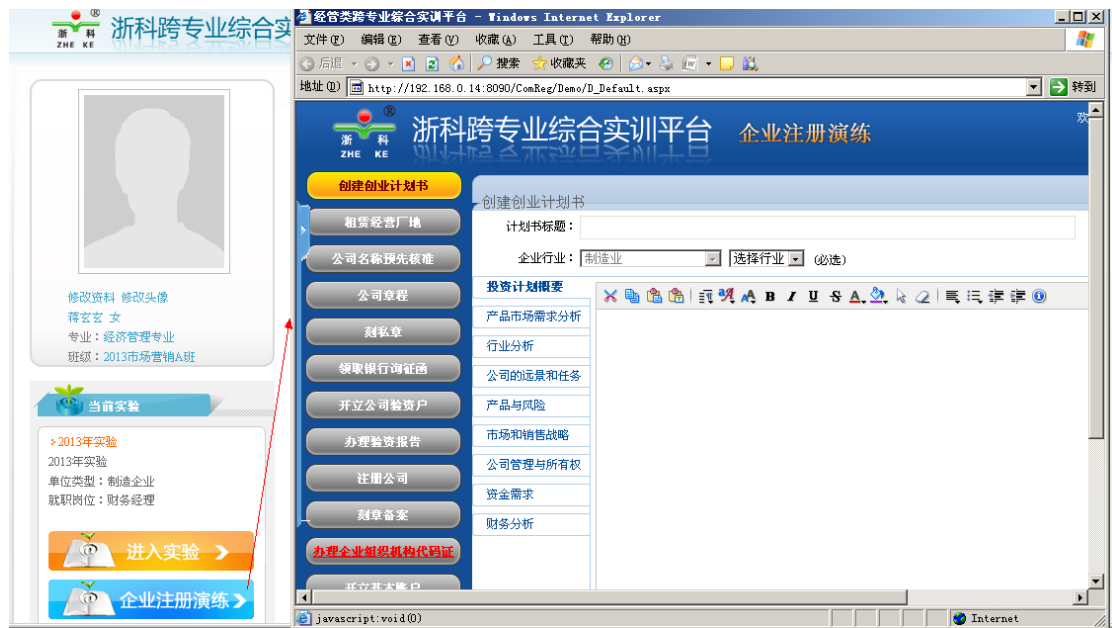 浙科跨专业综合实
浙 科
ZHE KE
®
修改资料 修改头像
蒋玄玄 女
专业：经济管理专业
班级：2013市场营销A班
当前实验
>2013年实验
2013年实验
单位类型：制造企业
就职岗位：财务经理
进入实验
企业注册演练
经管类跨专业综合实训平台 - Windows Internet Explorer
文件(F) 编辑(E) 查看(V) 收藏(A) 工具(T) 帮助(H)
后退 搜索 收藏夹
地址(D) http://192.168.0.14:8090/ComReg/Demo/D_Default.aspx 转到
®
浙 科
ZHE KE
浙科跨专业综合实训平台 企业注册演练
欢
创建创业计划书
租赁经营厂地
公司名称预先核准
公司章程
刻私章
领取银行询征函
开立公司验资户
办理验资报告
注册公司
刻章备案
办理企业组织机构代码证
开立基本账户
创建创业计划书
计划书标题：
企业行业： 制造业 选择行业 (必选)
投资计划概要
产品市场需求分析
行业分析
公司的远景和任务
产品与风险
市场和销售战略
公司管理与所有权
资金需求
财务分析
B I U S A
javascript:void(0)
Internet